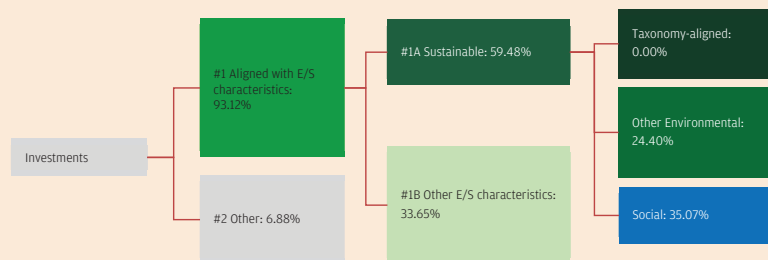 Investments
#1 Aligned with E/S
characteristics:
93.12%
#2 Other: 6.88%
#1A Sustainable: 59.48%
#1B Other E/S characteristics:
33.65%
Taxonomy-aligned:
0.00%
Other Environmental:
24.40%
Social: 35.07%